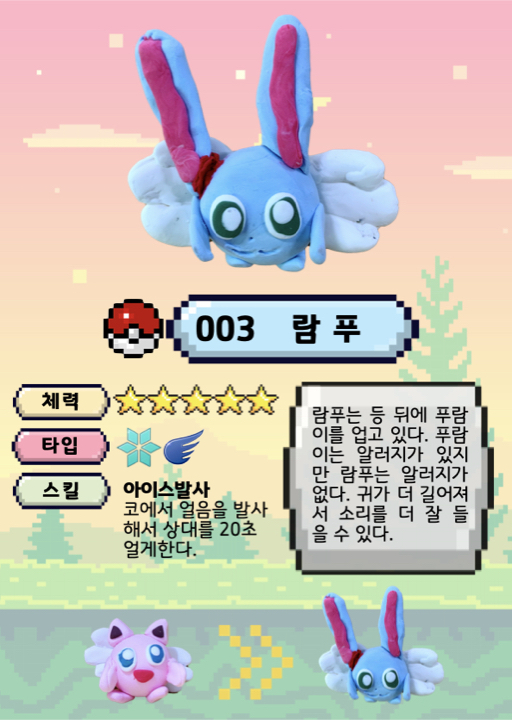 003 람 푸
체력
타입
스킬
아이스발사
코에서 얼음을 발사
해서 상대를 20초
얼게한다.
람푸는 등 뒤에 푸람
이를 업고 있다. 푸람
이는 알러지가 있지
만 람푸는 알러지가
없다. 귀가 더 길어져
서 소리를 더 잘 들
을 수 있다.